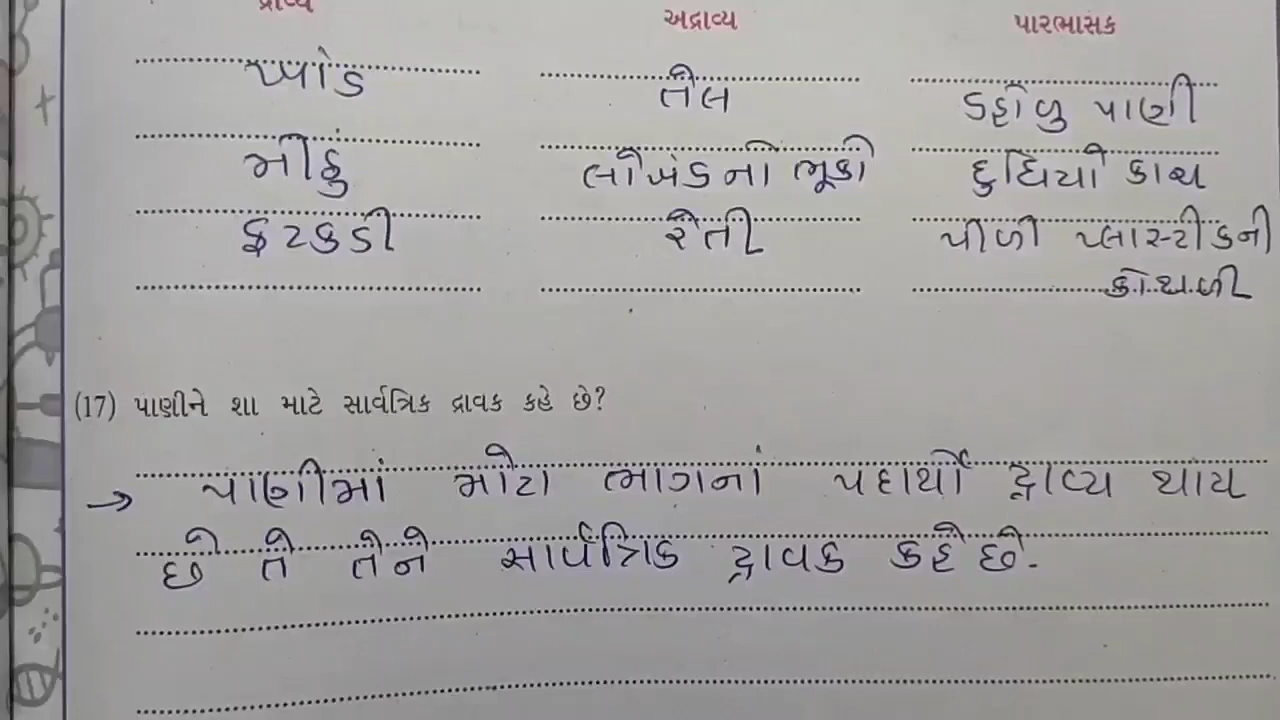 દ્રાવ્ય અદ્રાવ્ય પારભાસક
ખાંડ તેલ ડહોળુ પાણી
મીઠું લોખંડની ભૂકી દુધિયો કાચ
ફટકડી રેતી પીળી પ્લાસ્ટીકની
કોથળી
(17) પાણીને શા માટે સાર્વત્રિક દ્રાવક કહે છે?
→ પાણીમાં મોટા ભાગનાં પદાર્થો દ્રાવ્ય થાય
છે તે તેને સાર્વત્રિક દ્રાવક કહે છે.